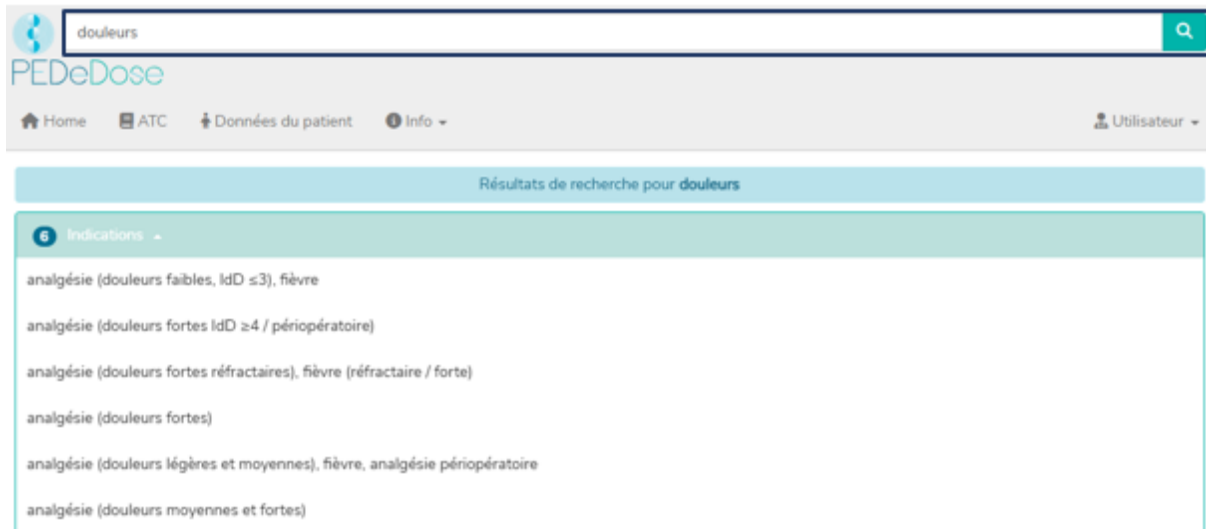 douleurs
PEDeDose
Home ATC Données du patient Info Utilisateur
Résultats de recherche pour douleurs
6 Indications
analgésie (douleurs faibles, IdD ≤3), fièvre
analgésie (douleurs fortes IdD ≥4 / périopératoire)
analgésie (douleurs fortes réfractaires), fièvre (réfractaire / forte)
analgésie (douleurs fortes)
analgésie (douleurs légères et moyennes), fièvre, analgésie périopératoire
analgésie (douleurs moyennes et fortes)